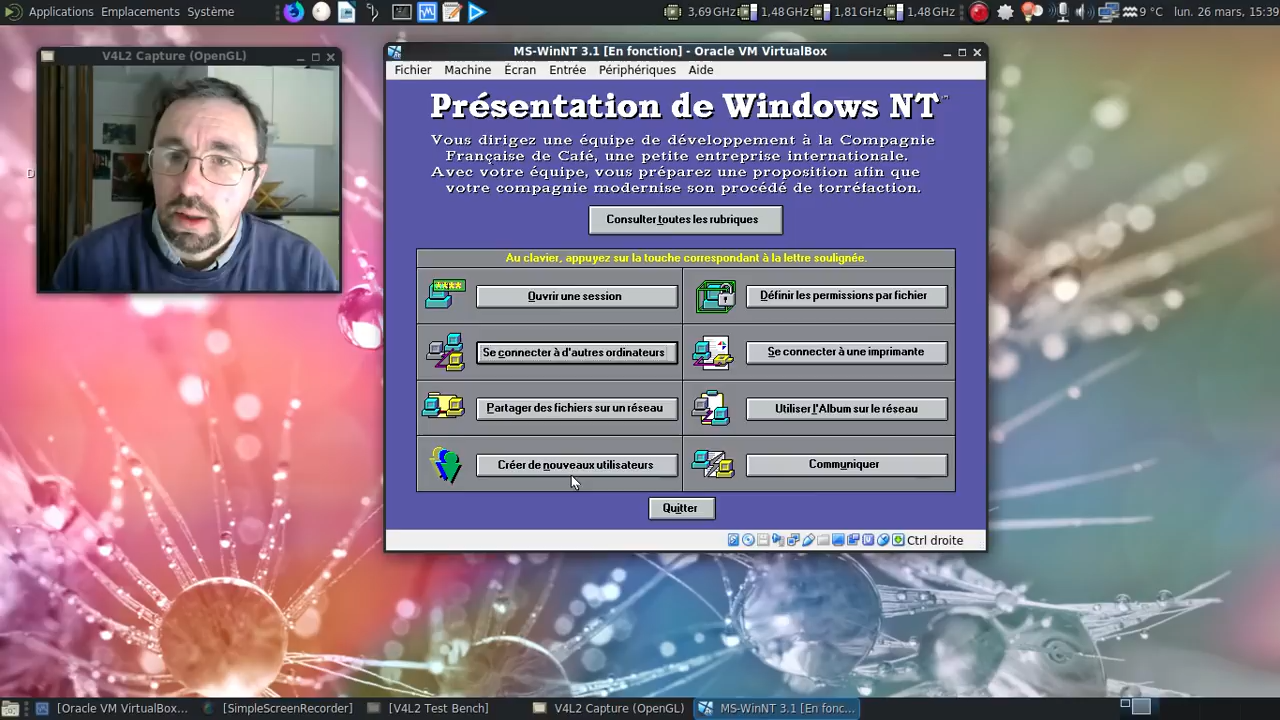 Applications Emplacements Système
3,69 GHz 1,48 GHz 1,81 GHz 1,48 GHz 9 °C lun. 26 mars, 15:39
V4L2 Capture (OpenGL)
MS-WinNT 3.1 [En fonction] - Oracle VM VirtualBox
Fichier Machine Écran Entrée Périphériques Aide
Présentation de Windows NT
Vous dirigez une équipe de développement à la Compagnie
Française de Café, une petite entreprise internationale.
Avec votre équipe, vous préparez une proposition afin que
votre compagnie modernise son procédé de torréfaction.
Consulter toutes les rubriques
Au clavier, appuyez sur la touche correspondant à la lettre soulignée.
Ouvrir une session
Définir les permissions par fichier
Se connecter à d'autres ordinateurs
Se connecter à une imprimante
Partager des fichiers sur un réseau
Utiliser l'Album sur le réseau
Créer de nouveaux utilisateurs
Communiquer
Quitter
Ctrl droite
D
[Oracle VM VirtualBox... [SimpleScreenRecorder] [V4L2 Test Bench] V4L2 Capture (OpenGL) MS-WinNT 3.1 [En fonc...